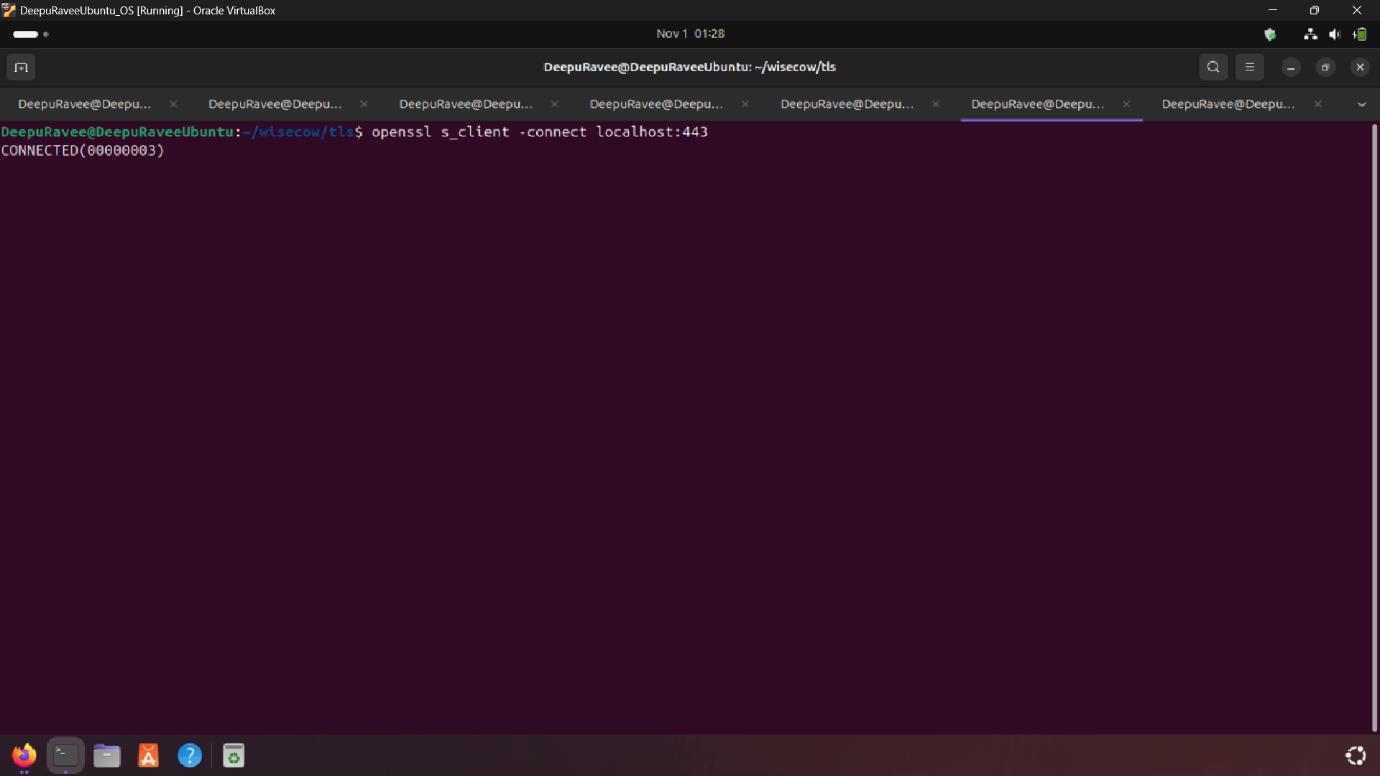 DeepuRaveeUbuntu_OS [Running] - Oracle VirtualBox
Nov 1 01:28
DeepuRavee@DeepuRaveeUbuntu: ~/wisecow/tls
DeepuRavee@Deepu... DeepuRavee@Deepu... DeepuRavee@Deepu... DeepuRavee@Deepu... DeepuRavee@Deepu... DeepuRavee@Deepu... DeepuRavee@Deepu...
DeepuRavee@DeepuRaveeUbuntu:~/wisecow/tls$ openssl s_client -connect localhost:443
CONNECTED(00000003)